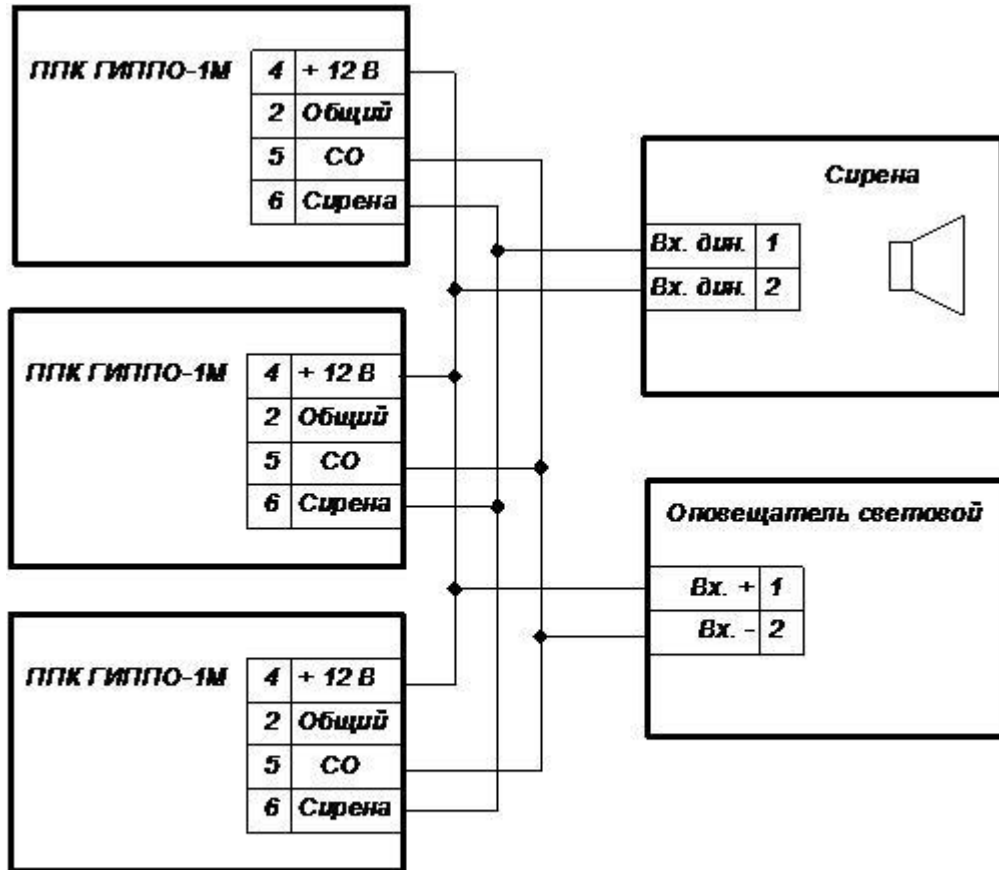 ППК ГИППО-1М
4 + 12 В
2 Общий
5 СО
6 Сирена
Сирена
Вх. дин. 1
Вх. дин. 2
ППК ГИППО-1М
4 + 12 В
2 Общий
5 СО
6 Сирена
Оповещатель световой
Вх. + 1
Вх. - 2
ППК ГИППО-1М
4 + 12 В
2 Общий
5 СО
6 Сирена